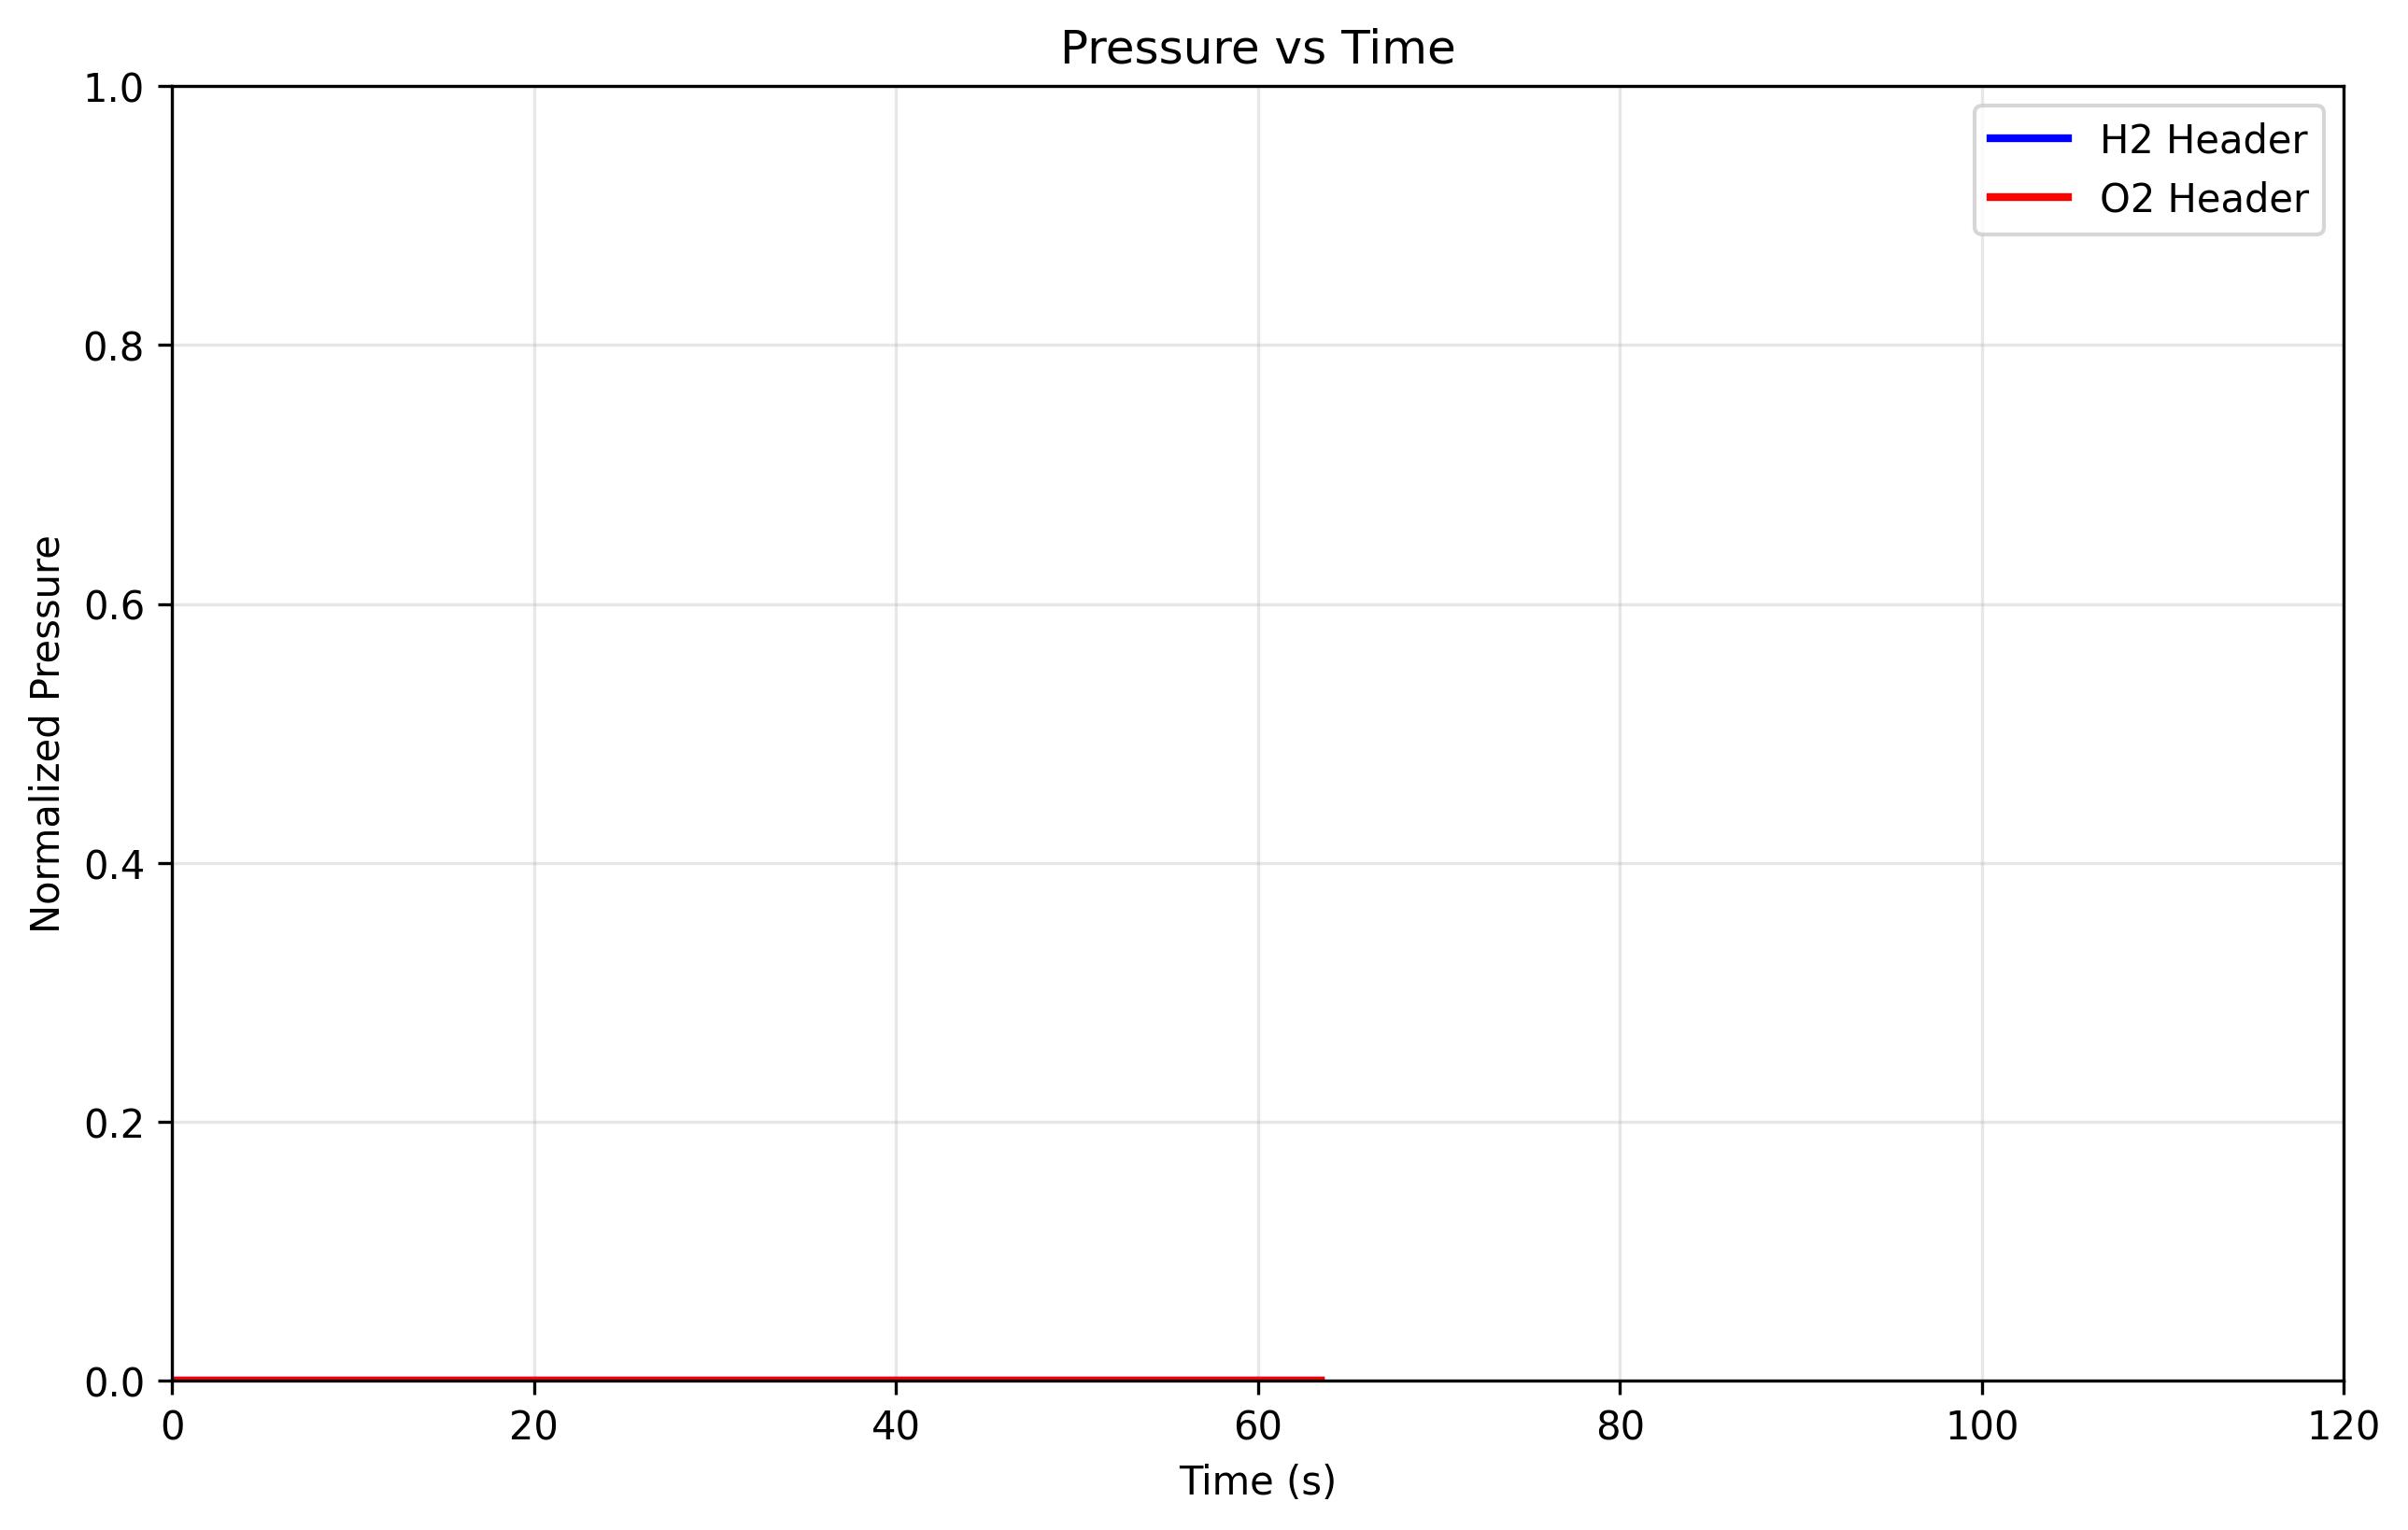 Pressure vs Time
H2 Header
O2 Header
1.0
0.8
0.6
0.4
0.2
0.0
Normalized Pressure
0 20 40 60 80 100 120
Time (s)